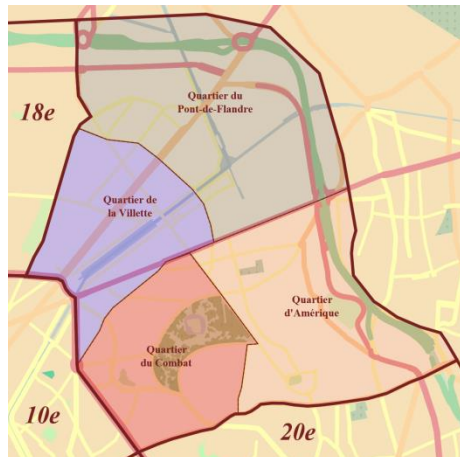 Quartier du
Pont-de-Flandre
18e
Quartier de
la Villette
Quartier
d'Amérique
Quartier
du Combat
10e
20e